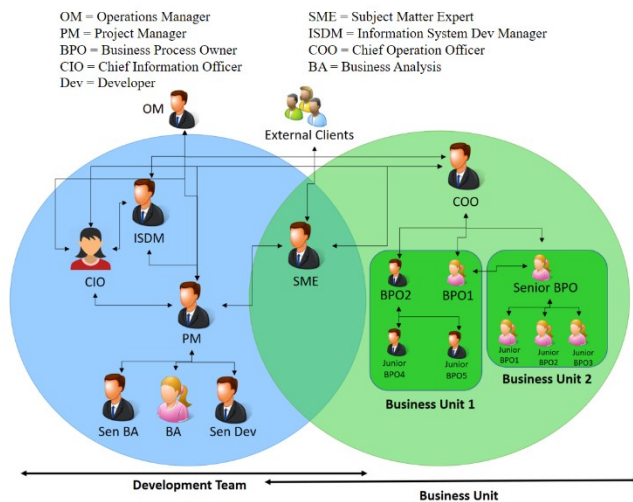 OM = Operations Manager
PM = Project Manager
BPO = Business Process Owner
CIO = Chief Information Officer
Dev = Developer
SME = Subject Matter Expert
ISDM = Information System Dev Manager
COO = Chief Operation Officer
BA = Business Analysis
OM
External Clients
COO
ISDM
CIO
SME
PM
BPO2
BPO1
Senior BPO
Junior
BPO4
Junior
BPO5
Junior
BPO1
Junior
BPO2
Junior
BPO3
Business Unit 1
Business Unit 2
Sen BA
BA
Sen Dev
Development Team
Business Unit